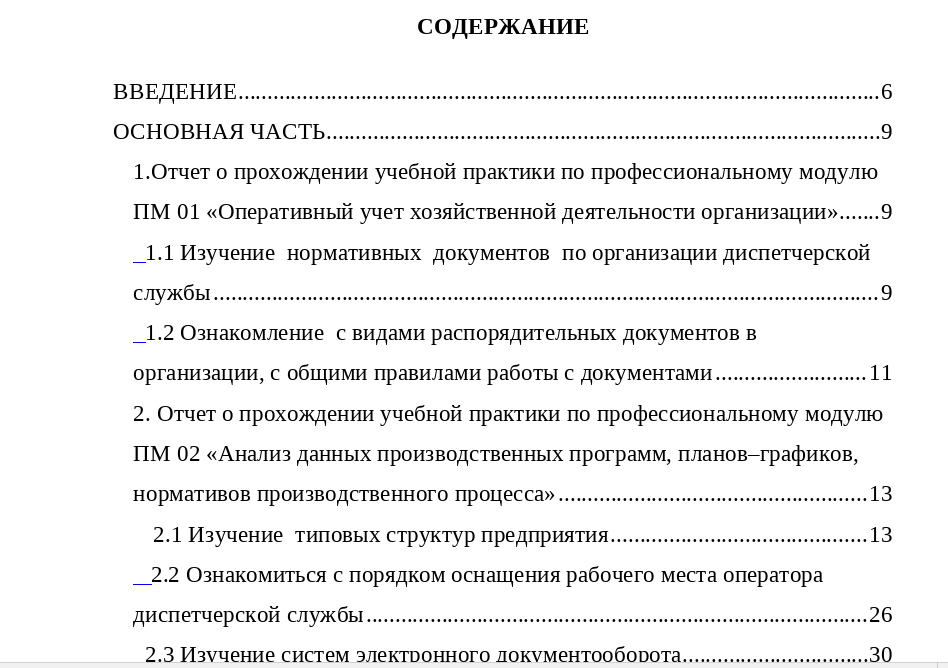 СОДЕРЖАНИЕ
ВВЕДЕНИЕ................................................................................................................6
ОСНОВНАЯ ЧАСТЬ................................................................................................9
1.Отчет о прохождении учебной практики по профессиональному модулю
ПМ 01 «Оперативный учет хозяйственной деятельности организации».......9
_1.1 Изучение  нормативных  документов  по организации диспетчерской
службы....................................................................................................................9
_1.2 Ознакомление  с видами распорядительных документов в
организации, с общими правилами работы с документами..........................11
2. Отчет о прохождении учебной практики по профессиональному модулю
ПМ 02 «Анализ данных производственных программ, планов–графиков,
нормативов производственного процесса».....................................................13
2.1 Изучение  типовых структур предприятия............................................13
__2.2 Ознакомиться с порядком оснащения рабочего места оператора
диспетчерской службы......................................................................................26
2.3 Изучение систем электронного документооборота................................30